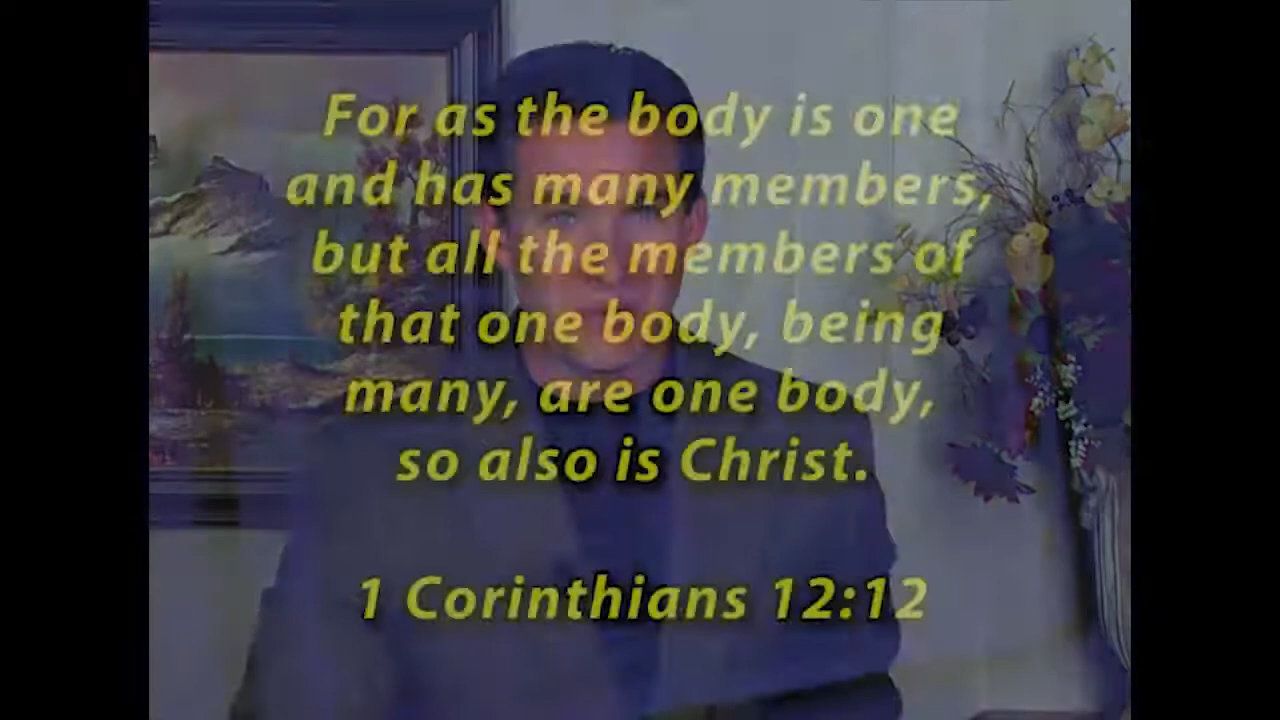 For as the body is one
and has many members,
but all the members of
that one body, being
many, are one body,
so also is Christ.
1 Corinthians 12:12